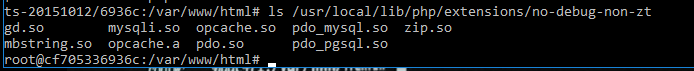 ts-20151012/6936c:/var/www/html# ls /usr/local/lib/php/extensions/no-debug-non-zt
gd.so mysqli.so opcache.so pdo_mysql.so zip.so
mbstring.so opcache.a pdo.so pdo_pgsql.so
root@cf705336936c:/var/www/html#